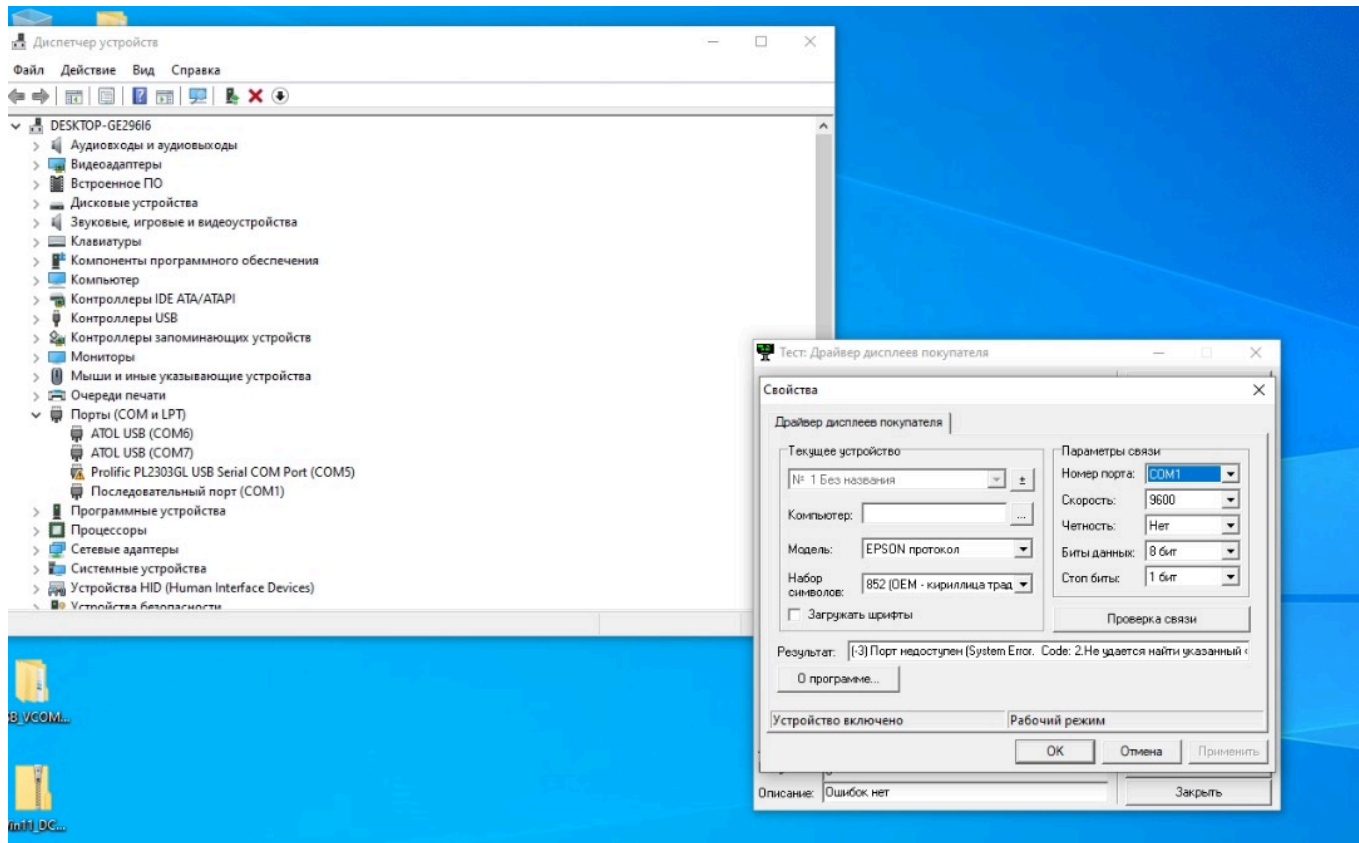 Диспетчер устройств
Файл Действие Вид Справка
DESKTOP-GE296I6
Аудиовходы и аудиовыходы
Видеоадаптеры
Встроенное ПО
Дисковые устройства
Звуковые, игровые и видеоустройства
Клавиатуры
Компоненты программного обеспечения
Компьютер
Контроллеры IDE ATA/ATAPI
Контроллеры USB
Контроллеры запоминающих устройств
Мониторы
Мыши и иные указывающие устройства
Очереди печати
Порты (COM и LPT)
ATOL USB (COM6)
ATOL USB (COM7)
Prolific PL2303GL USB Serial COM Port (COM5)
Последовательный порт (COM1)
Программные устройства
Процессоры
Сетевые адаптеры
Системные устройства
Устройства HID (Human Interface Devices)
Устройства безопасности
Тест: Драйвер дисплеев покупателя
Свойства
Драйвер дисплеев покупателя
Текущее устройство
№ 1 Без названия
±
Компьютер:
...
Модель: EPSON протокол
Набор символов: 852 (OEM - кириллица трад
Загружать шрифты
Параметры связи
Номер порта: COM1
Скорость: 9600
Четность: Нет
Биты данных: 8 бит
Стоп биты: 1 бит
Проверка связи
Результат: (-3) Порт недоступен (System Error. Code: 2.Не удается найти указанный
О программе...
Устройство включено Рабочий режим
OK Отмена Применить
Описание: Ошибок нет
Закрыть